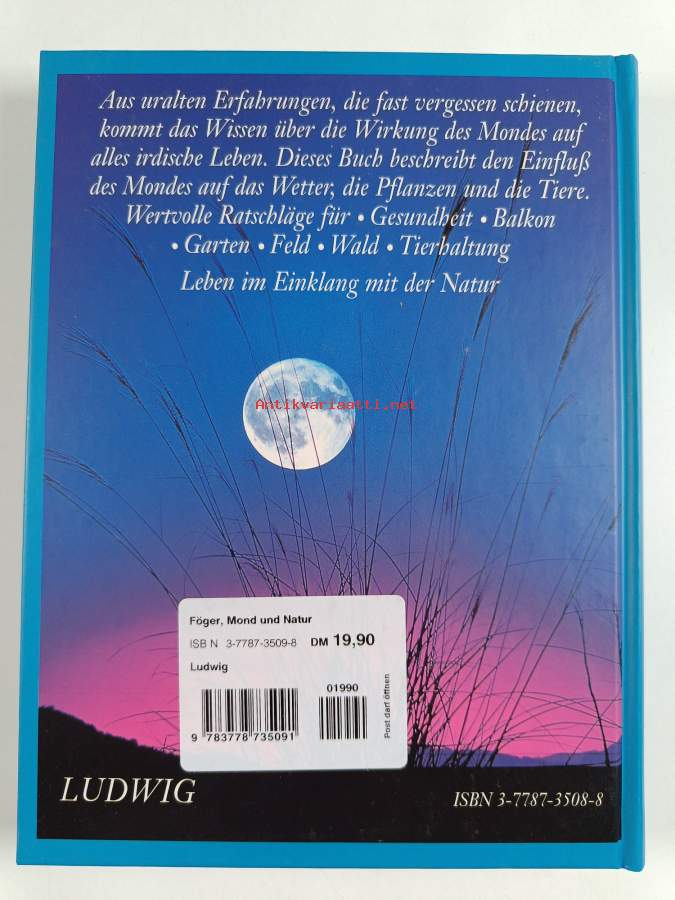 Aus uralten Erfahrungen, die fast vergessen schienen,
kommt das Wissen über die Wirkung des Mondes auf
alles irdische Leben. Dieses Buch beschreibt den Einfluß
des Mondes auf das Wetter, die Pflanzen und die Tiere.
Wertvolle Ratschläge für • Gesundheit • Balkon
• Garten • Feld • Wald • Tierhaltung
Leben im Einklang mit der Natur
Antikvariaatti.net
Föger, Mond und Natur
ISBN 3-7787-3509-8 DM 19,90
Ludwig
01990
9 783778 735091
Post darf öffnen
LUDWIG
ISBN 3-7787-3508-8